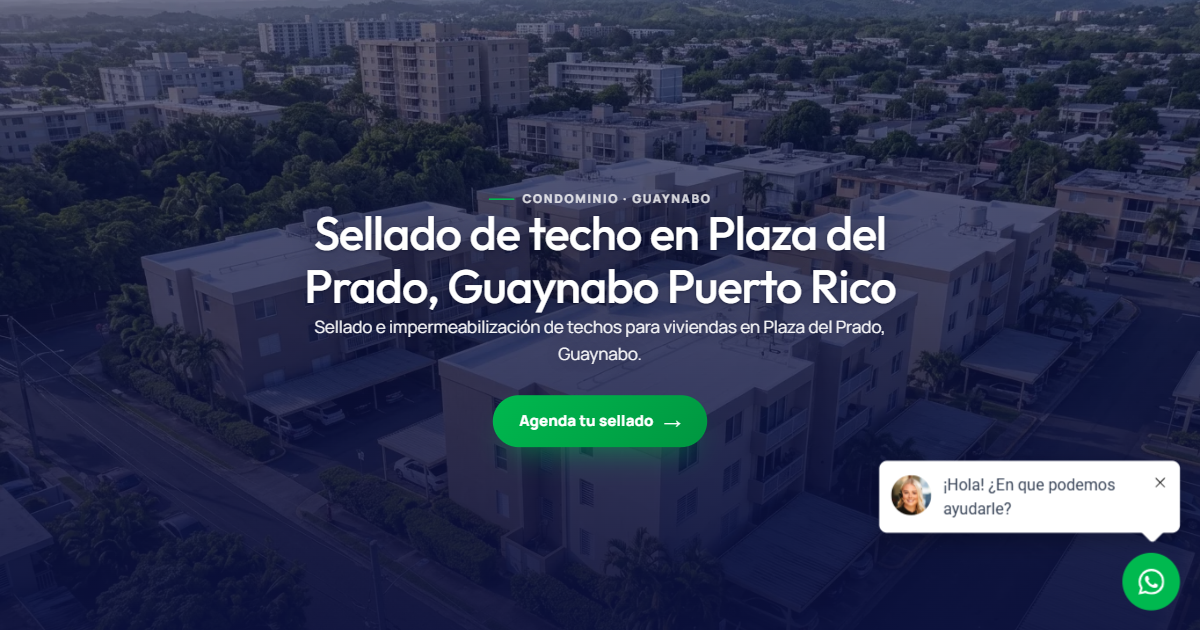 CONDOMINIO · GUAYNABO
Sellado de techo en Plaza del
Prado, Guaynabo Puerto Rico
Sellado e impermeabilización de techos para viviendas en Plaza del Prado,
Guaynabo.
Agenda tu sellado →
¡Hola! ¿En que podemos
ayudarle?